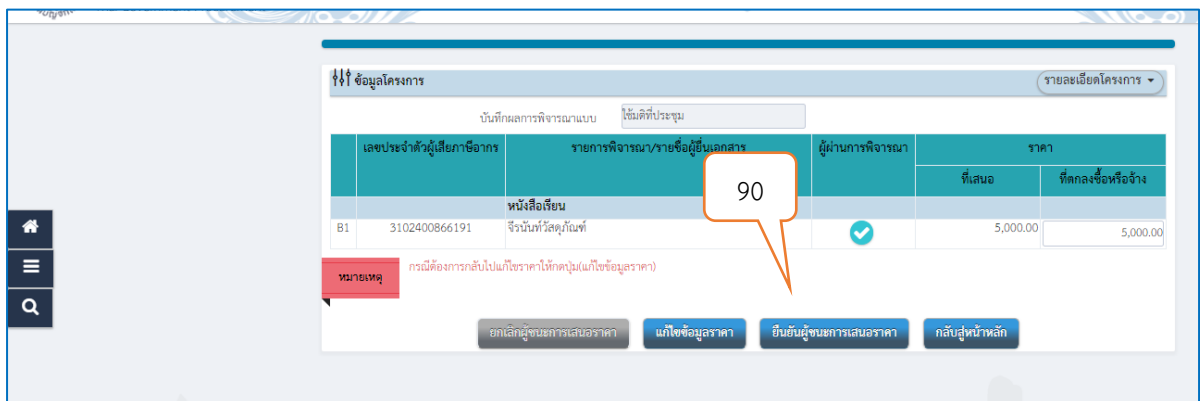 ข้อมูลโครงการ
รายละเอียดโครงการ
บันทึกผลการพิจารณาแบบ ใช้มติที่ประชุม
เลขประจำตัวผู้เสียภาษีอากร รายการพิจารณา/รายชื่อผู้ยื่นเอกสาร ผู้ผ่านการพิจารณา ราคา
ที่เสนอ ที่ตกลงซื้อหรือจ้าง
90
หนังสือเรียน
B1 3102400866191 จีรนันท์วัสดุภัณฑ์ 5,000.00 5,000.00
หมายเหตุ กรณีต้องการกลับไปแก้ไขราคาให้กดปุ่ม(แก้ไขข้อมูลราคา)
ยกเลิกผู้ชนะการเสนอราคา แก้ไขข้อมูลราคา ยืนยันผู้ชนะการเสนอราคา กลับสู่หน้าหลัก